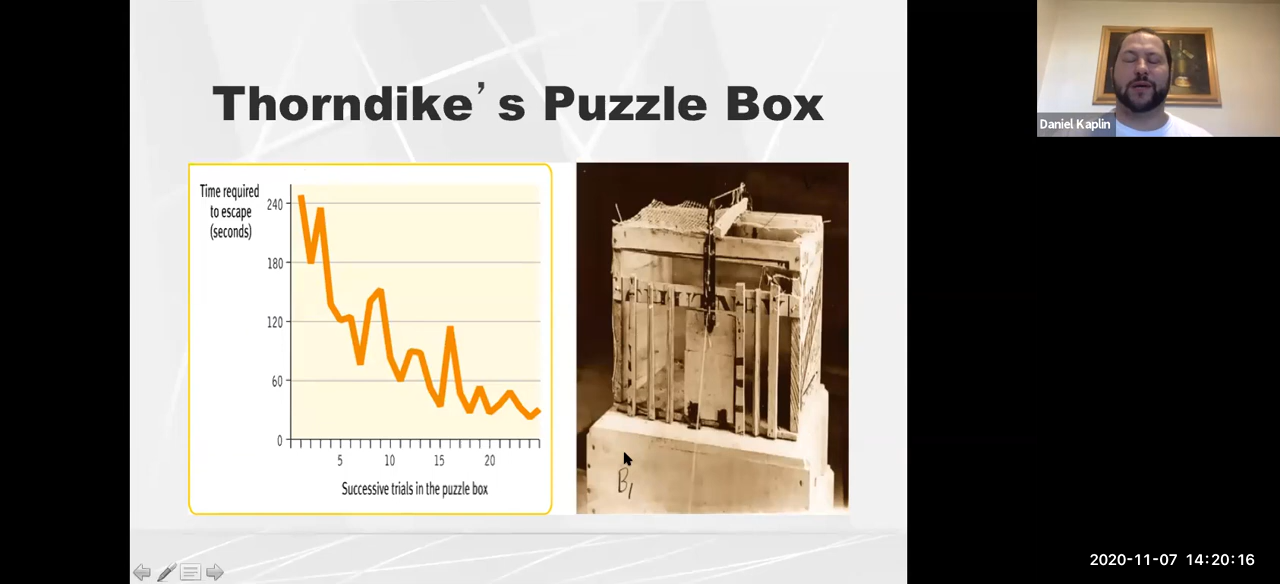 Thorndike’s Puzzle Box
Time required
to escape
(seconds)
240
180
120
60
0
5 10 15 20
Successive trials in the puzzle box
B1
Daniel Kaplin
2020-11-07 14:20:16